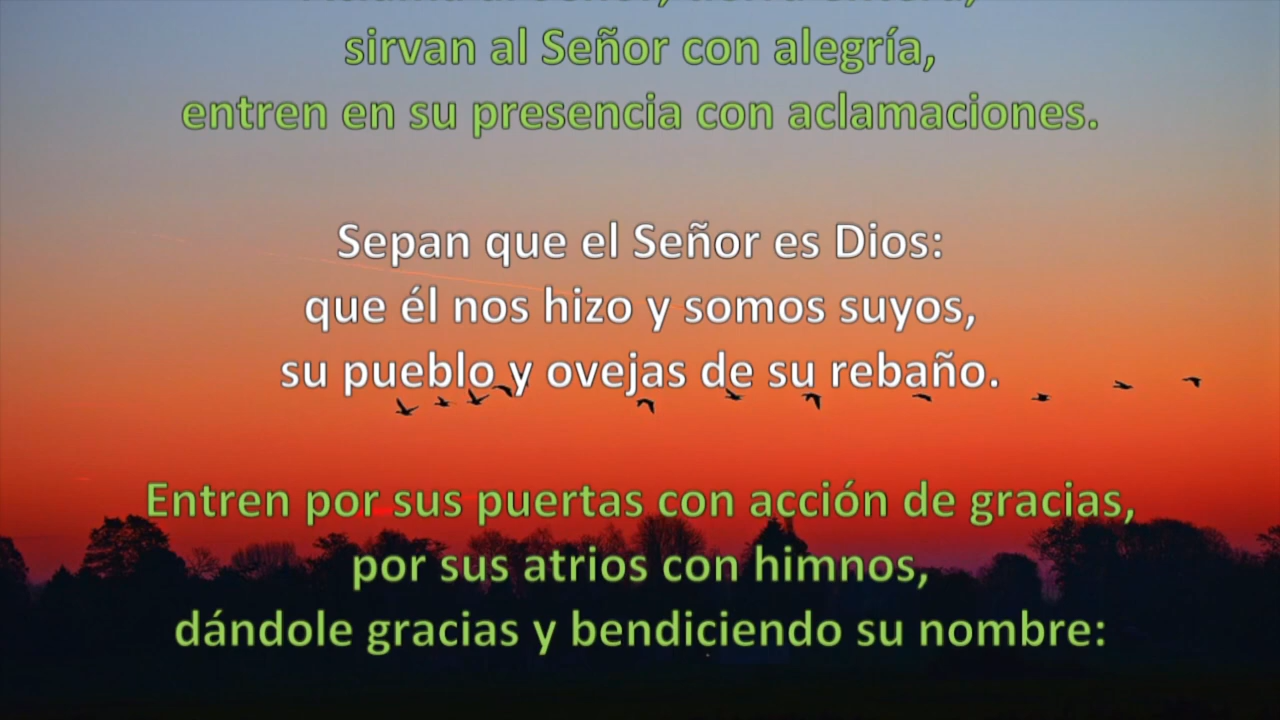 sirvan al Señor con alegría,
entren en su presencia con aclamaciones.
Sepan que el Señor es Dios:
que él nos hizo y somos suyos,
su pueblo y ovejas de su rebaño.
Entren por sus puertas con acción de gracias,
por sus atrios con himnos,
dándole gracias y bendiciendo su nombre: